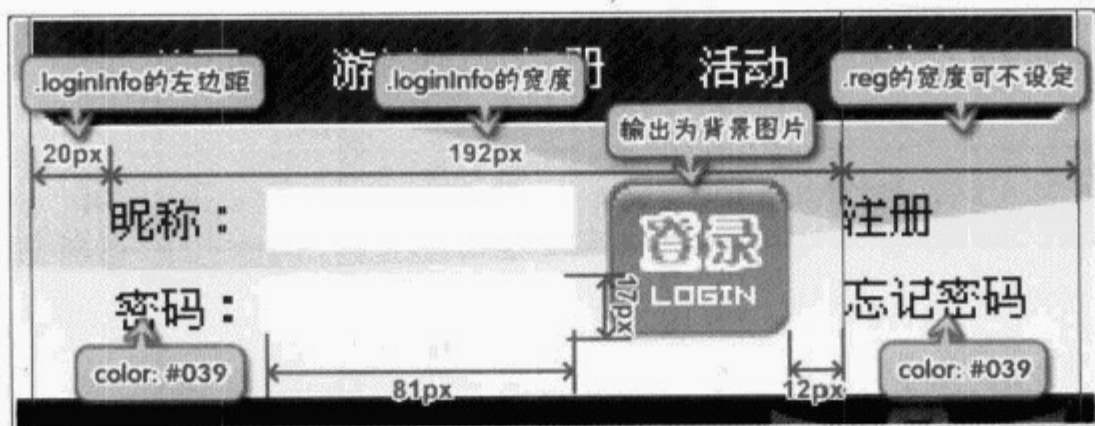 游 册 活动
.loginInfo的左边距 .loginInfo的宽度 .reg的宽度可不设定
输出为背景图片
20px 192px
昵称： 登录 注册
密码： LOGIN 17px 忘记密码
color: #039 81px 12px color: #039